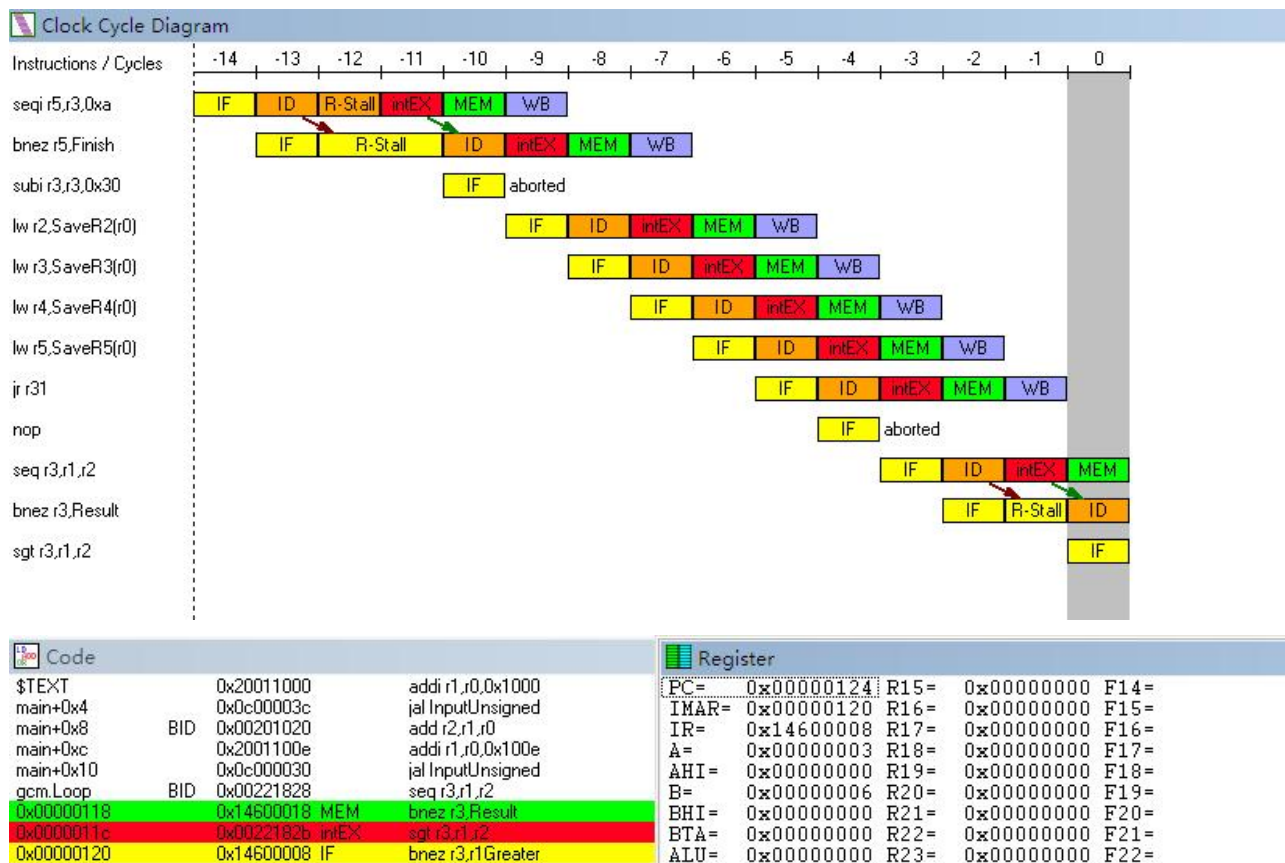 Clock Cycle Diagram
Instructions / Cycles -14 -13 -12 -11 -10 -9 -8 -7 -6 -5 -4 -3 -2 -1 0
seqi r5,r3,0xa IF ID R-Stall intEX MEM WB
bnez r5,Finish IF R-Stall ID intEX MEM WB
subi r3,r3,0x30 IF aborted
lw r2,SaveR2(r0) IF ID intEX MEM WB
lw r3,SaveR3(r0) IF ID intEX MEM WB
lw r4,SaveR4(r0) IF ID intEX MEM WB
lw r5,SaveR5(r0) IF ID intEX MEM WB
jr r31 IF ID intEX MEM WB
nop IF aborted
seq r3,r1,r2 IF ID intEX MEM
bnez r3,Result IF R-Stall ID
sgt r3,r1,r2 IF
Code
$TEXT 0x20011000 addi r1,r0,0x1000
main+0x4 0x0c00003c jal InputUnsigned
main+0x8 BID 0x00201020 add r2,r1,r0
main+0xc 0x2001100e addi r1,r0,0x100e
main+0x10 0x0c000030 jal InputUnsigned
gcm.Loop BID 0x00221828 seq r3,r1,r2
0x00000118 0x14600018 MEM bnez r3,Result
0x0000011c 0x0022182b intEX sgt r3,r1,r2
0x00000120 0x14600008 IF bnez r3,r1Greater
Register
PC= 0x00000124 R15= 0x00000000 F14=
IMAR= 0x00000120 R16= 0x00000000 F15=
IR= 0x14600008 R17= 0x00000000 F16=
A= 0x00000003 R18= 0x00000000 F17=
AHI= 0x00000000 R19= 0x00000000 F18=
B= 0x00000006 R20= 0x00000000 F19=
BHI= 0x00000000 R21= 0x00000000 F20=
BTA= 0x00000000 R22= 0x00000000 F21=
ALU= 0x00000000 R23= 0x00000000 F22=